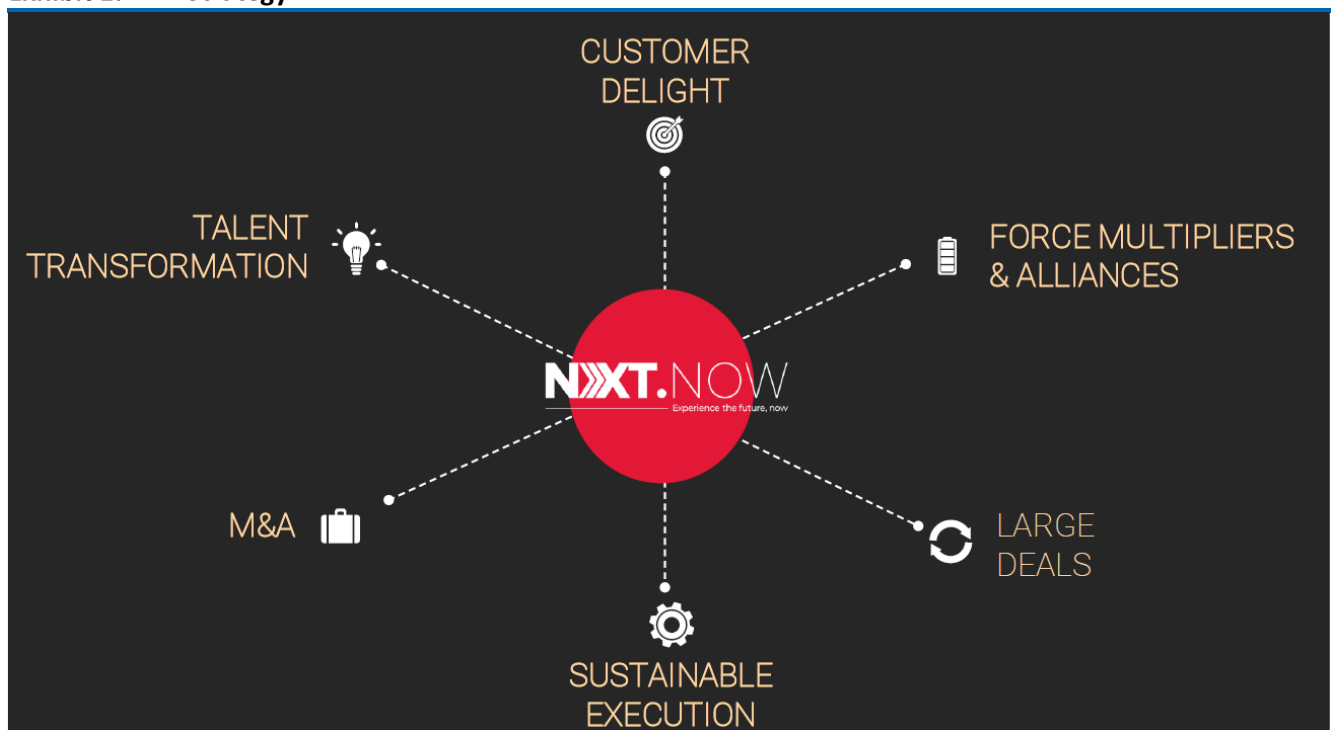 CUSTOMER
DELIGHT
TALENT
TRANSFORMATION
FORCE MULTIPLIERS
& ALLIANCES
NXT.NOW
Experience the future, now
M&A
LARGE
DEALS
SUSTAINABLE
EXECUTION